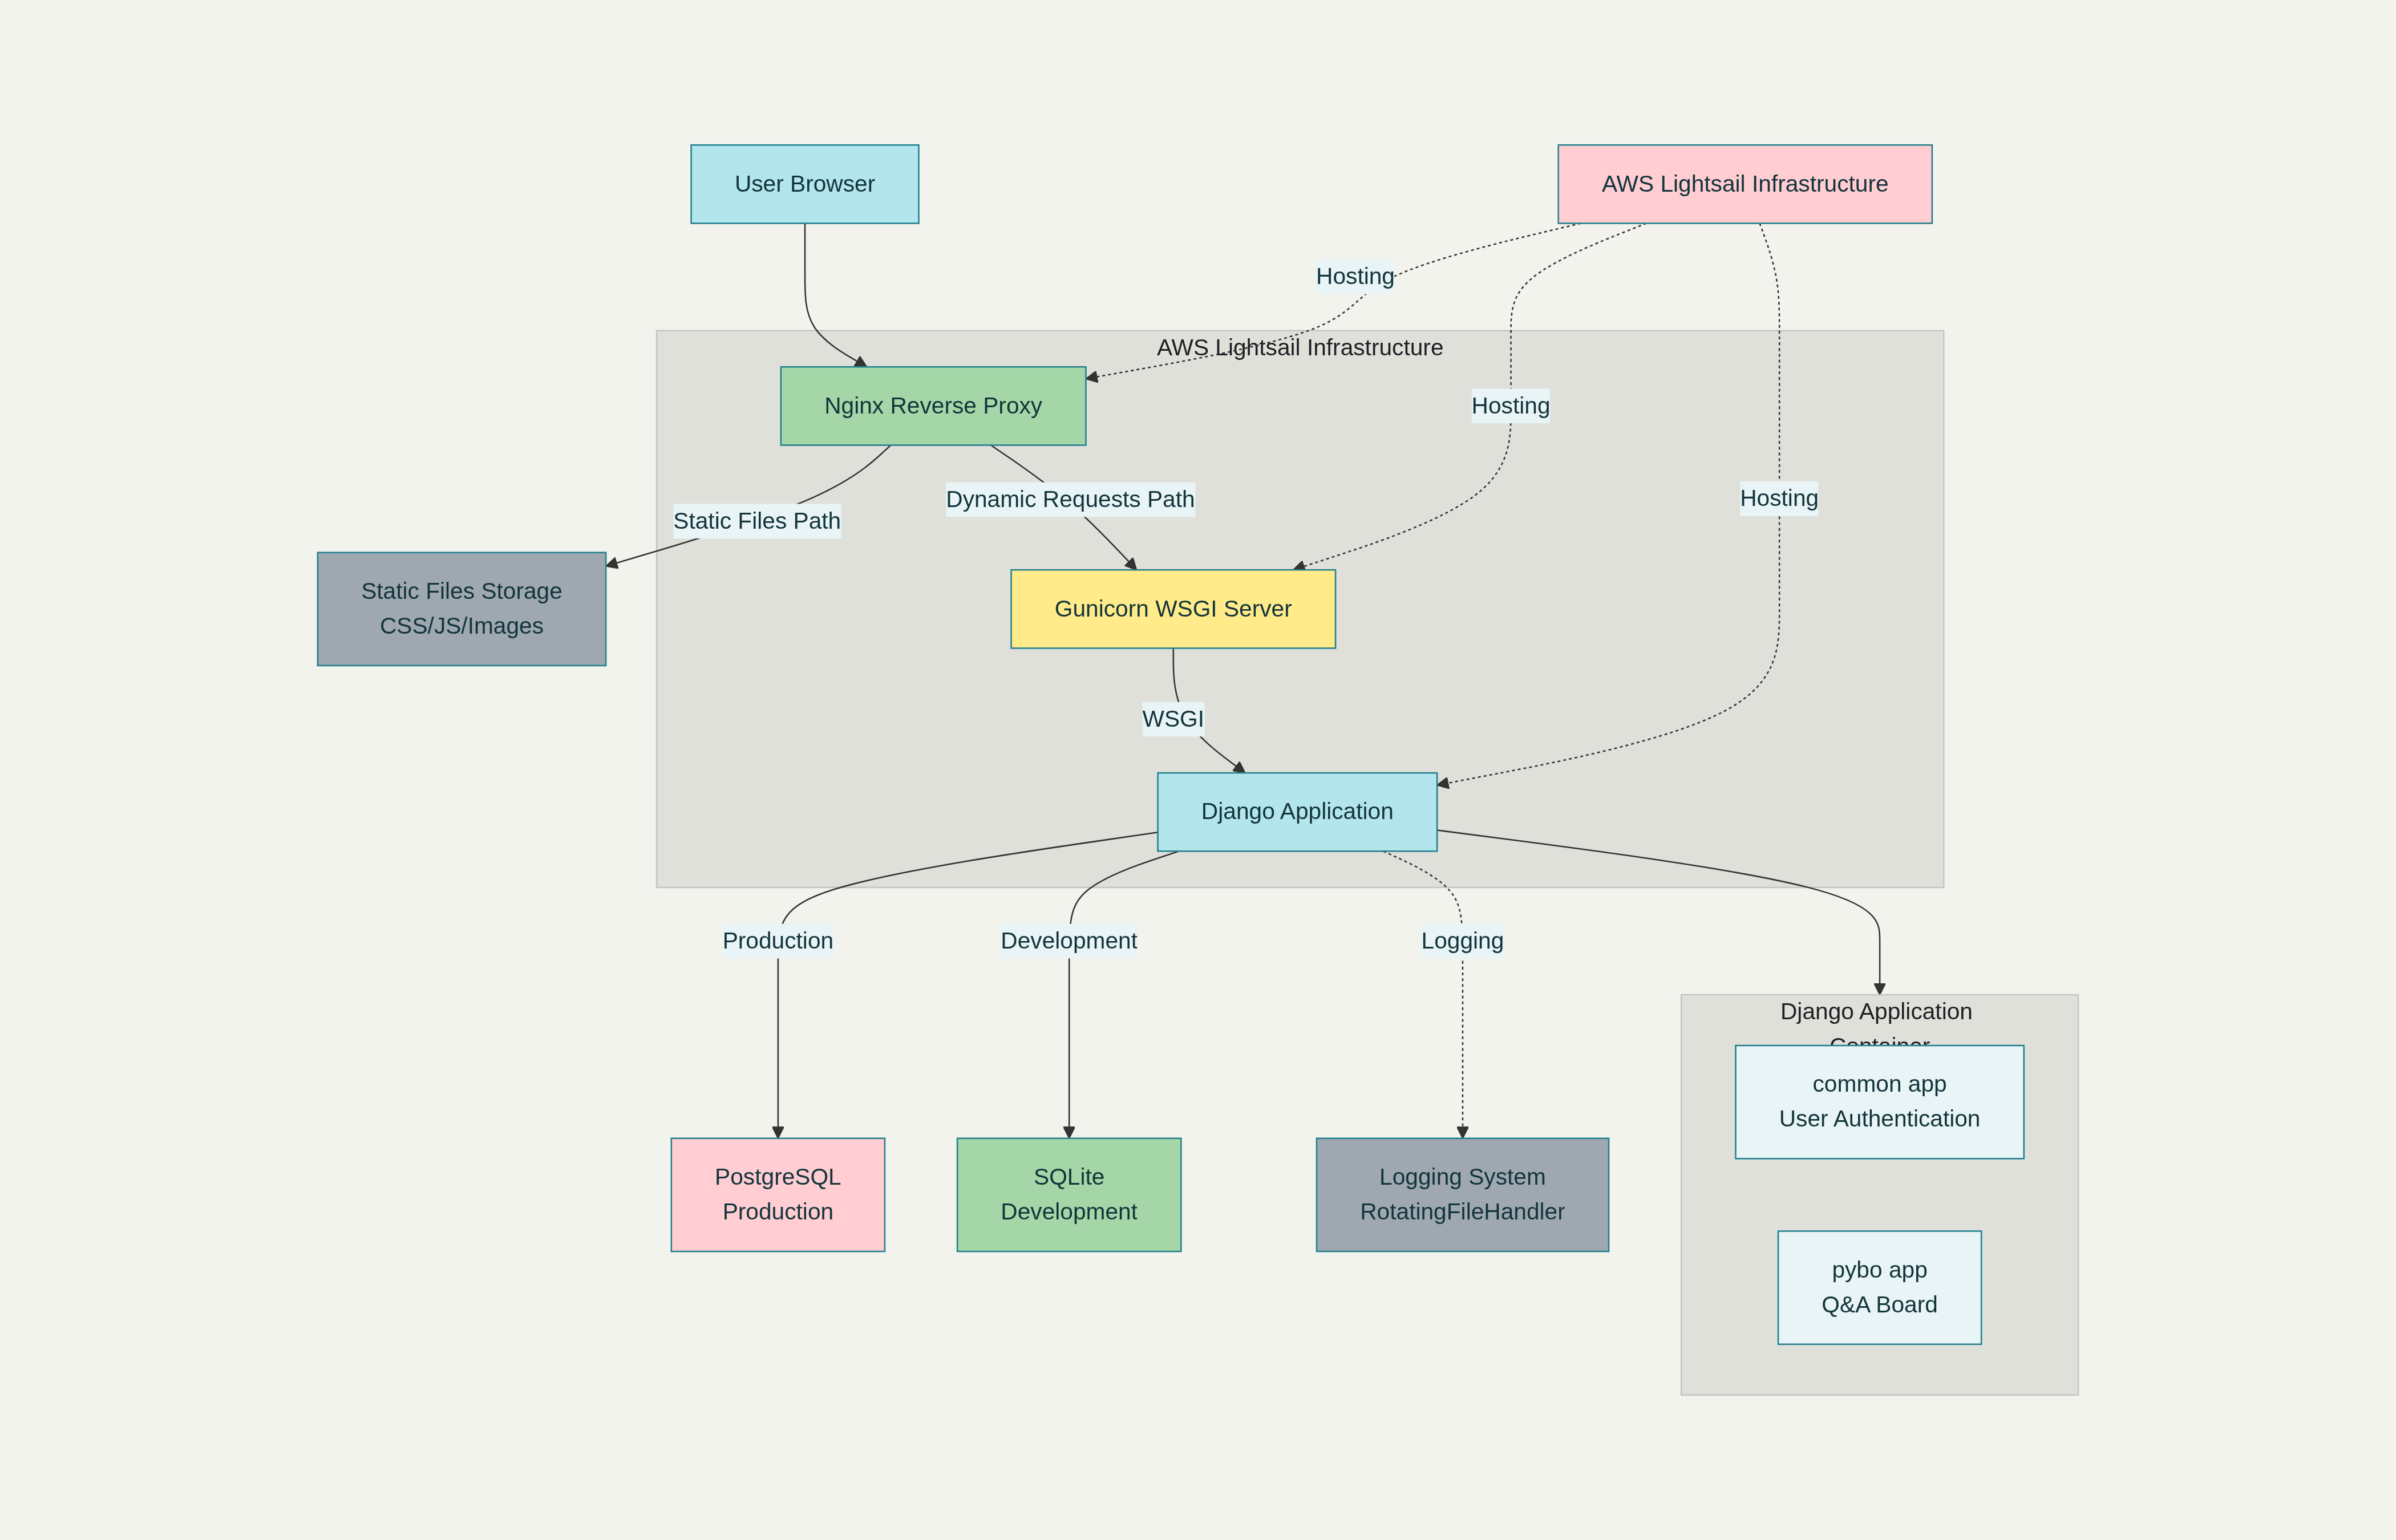 User Browser
AWS Lightsail Infrastructure
Hosting
AWS Lightsail Infrastructure
Nginx Reverse Proxy
Hosting
Static Files Path
Dynamic Requests Path
Hosting
Static Files Storage
CSS/JS/Images
Gunicorn WSGI Server
WSGI
Django Application
Production
Development
Logging
Django Application
Container
common app
User Authentication
PostgreSQL
Production
SQLite
Development
Logging System
RotatingFileHandler
pybo app
Q&A Board